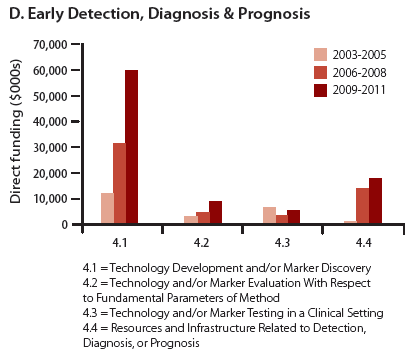 D. Early Detection, Diagnosis & Prognosis
Direct funding ($000s)
70,000
60,000
50,000
40,000
30,000
20,000
10,000
0
2003-2005
2006-2008
2009-2011
4.1
4.2
4.3
4.4
4.1 = Technology Development and/or Marker Discovery
4.2 = Technology and/or Marker Evaluation With Respect
to Fundamental Parameters of Method
4.3 = Technology and/or Marker Testing in a Clinical Setting
4.4 = Resources and Infrastructure Related to Detection,
Diagnosis, or Prognosis